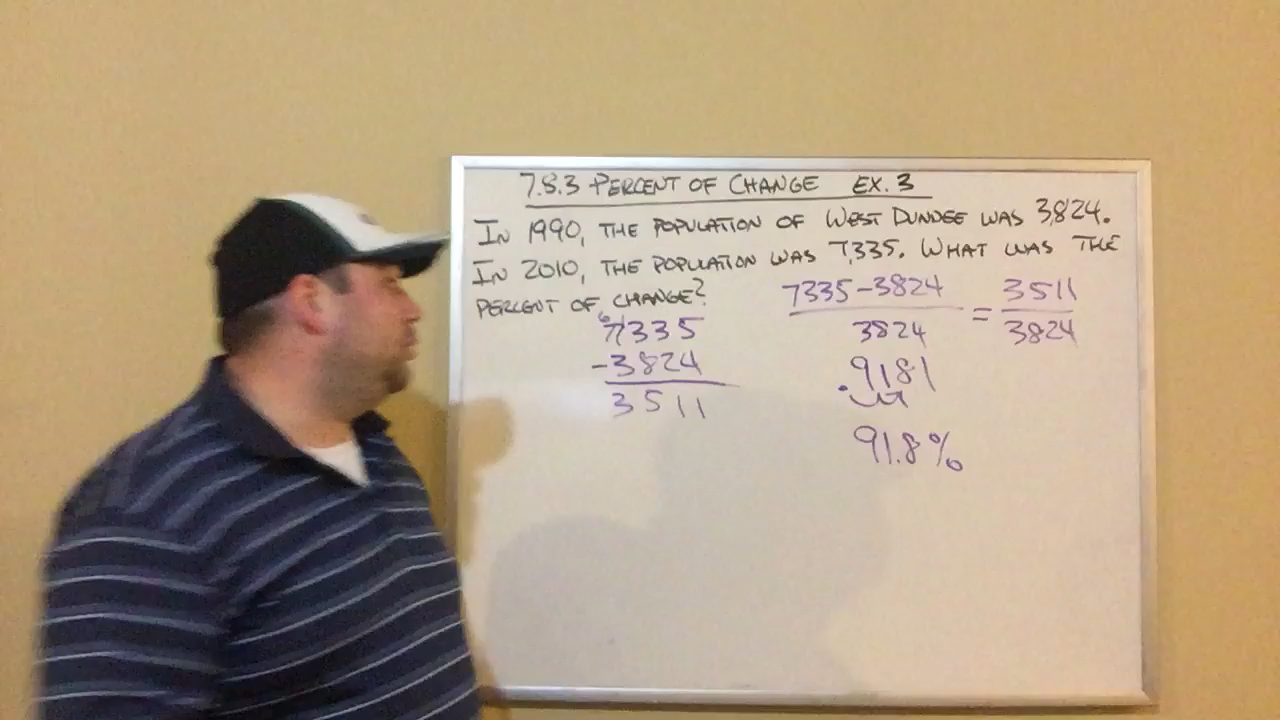 7.8.3 PERCENT OF CHANGE EX. 3
IN 1990, THE POPULATION OF WEST DUNDEE WAS 3,824.
IN 2010, THE POPULATION WAS 7,335. WHAT WAS THE
PERCENT OF CHANGE?
7335-3824 / 3824 = 3511 / 3824
6 1
7335
-3824
3511
.9181
91.8%